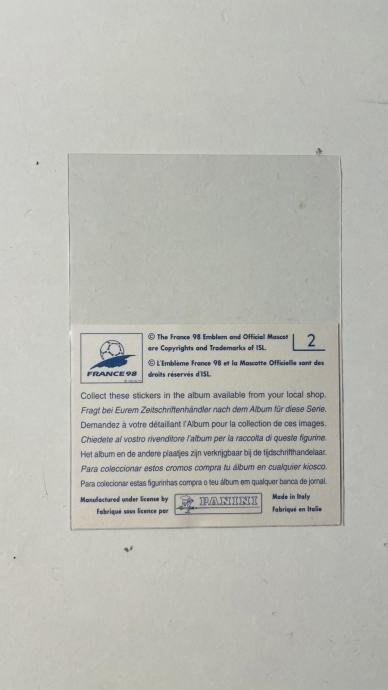 © The France 98 Emblem and Official Mascot
are Copyrights and Trademarks of ISL.
2
© L'Emblème France 98 et la Mascotte Officielle sont des
droits réservés d'ISL.
FRANCE 98
Collect these stickers in the album available from your local shop.
Fragt bei Eurem Zeitschriftenhändler nach dem Album für diese Serie.
Demandez à votre détaillant l'Album pour la collection de ces images.
Chiedete al vostro rivenditore l'album per la raccolta di queste figurine.
Het album en de andere plaatjes zijn verkrijgbaar bij de tijdschrifthandelaar.
Para coleccionar estos cromos compra tu álbum en cualquier kiosco.
Para colecionar estas figurinhas compra o teu álbum em qualquer banca de jornal.
Manufactured under license by
Fabriqué sous licence par
PANINI
Made in Italy
Fabriqué en Italie